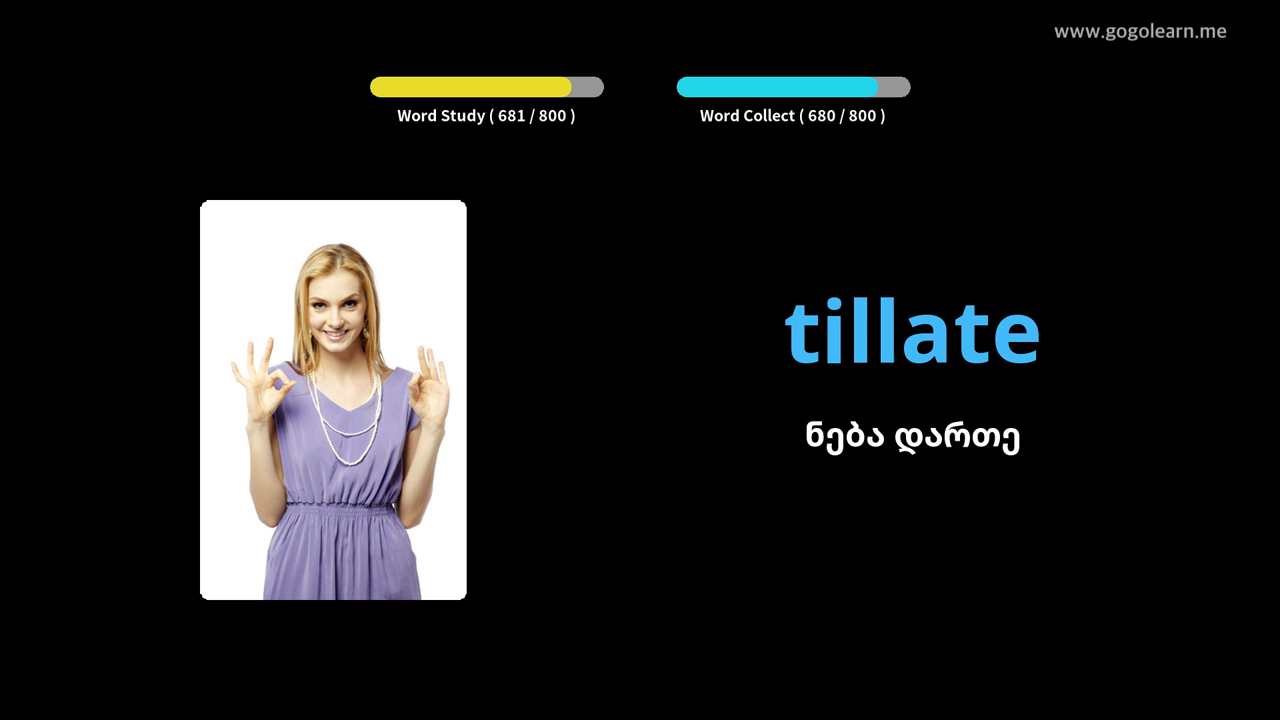 www.gogolearn.me
Word Study ( 681 / 800 )
Word Collect ( 680 / 800 )
tillate
ნება დართე